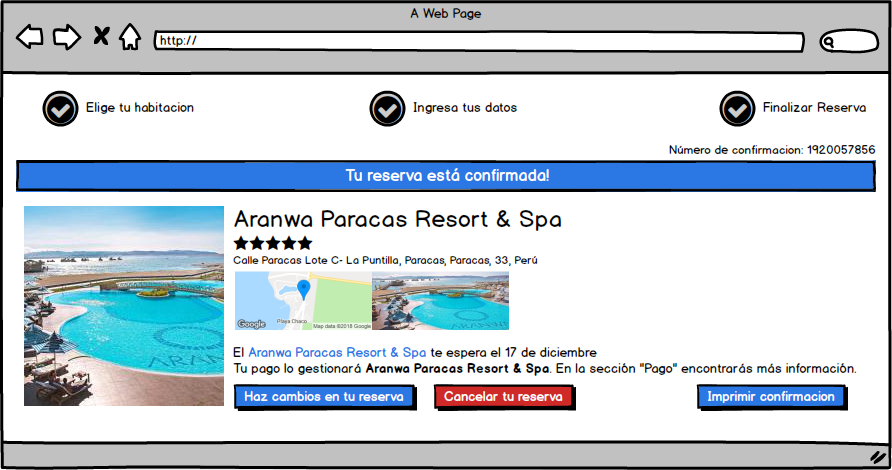 A Web Page
http://
Elige tu habitacion
Ingresa tus datos
Finalizar Reserva
Número de confirmacion: 1920057856
Tu reserva está confirmada!
Aranwa Paracas Resort & Spa
Calle Paracas Lote C- La Puntilla, Paracas, Paracas, 33, Perú
Playa Chaco
Google
Map data ©2018 Google
El Aranwa Paracas Resort & Spa te espera el 17 de diciembre
Tu pago lo gestionará Aranwa Paracas Resort & Spa. En la sección "Pago" encontrarás más información.
Haz cambios en tu reserva
Cancelar tu reserva
Imprimir confirmacion